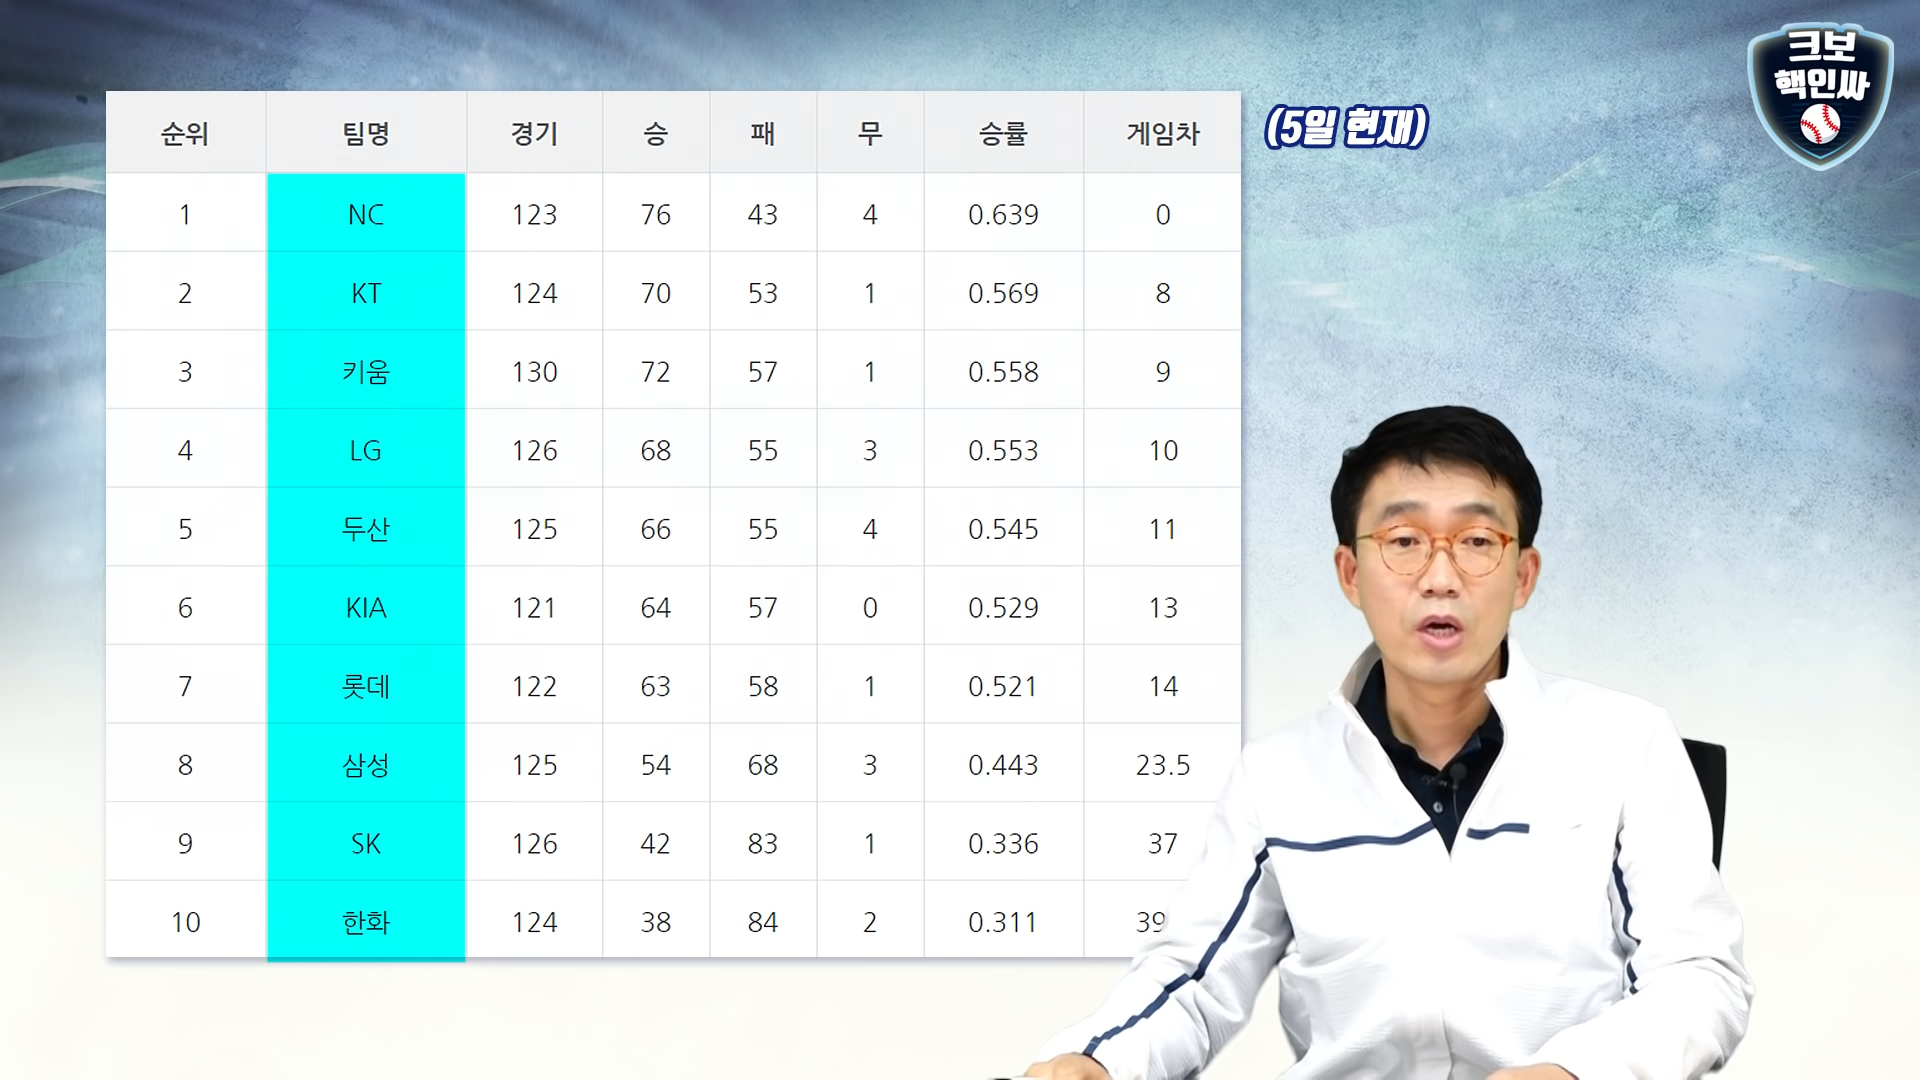 크보
핵인싸
(5일 현재)
순위 팀명 경기 승 패 무 승률 게임차
1 NC 123 76 43 4 0.639 0
2 KT 124 70 53 1 0.569 8
3 키움 130 72 57 1 0.558 9
4 LG 126 68 55 3 0.553 10
5 두산 125 66 55 4 0.545 11
6 KIA 121 64 57 0 0.529 13
7 롯데 122 63 58 1 0.521 14
8 삼성 125 54 68 3 0.443 23.5
9 SK 126 42 83 1 0.336 37
10 한화 124 38 84 2 0.311 39